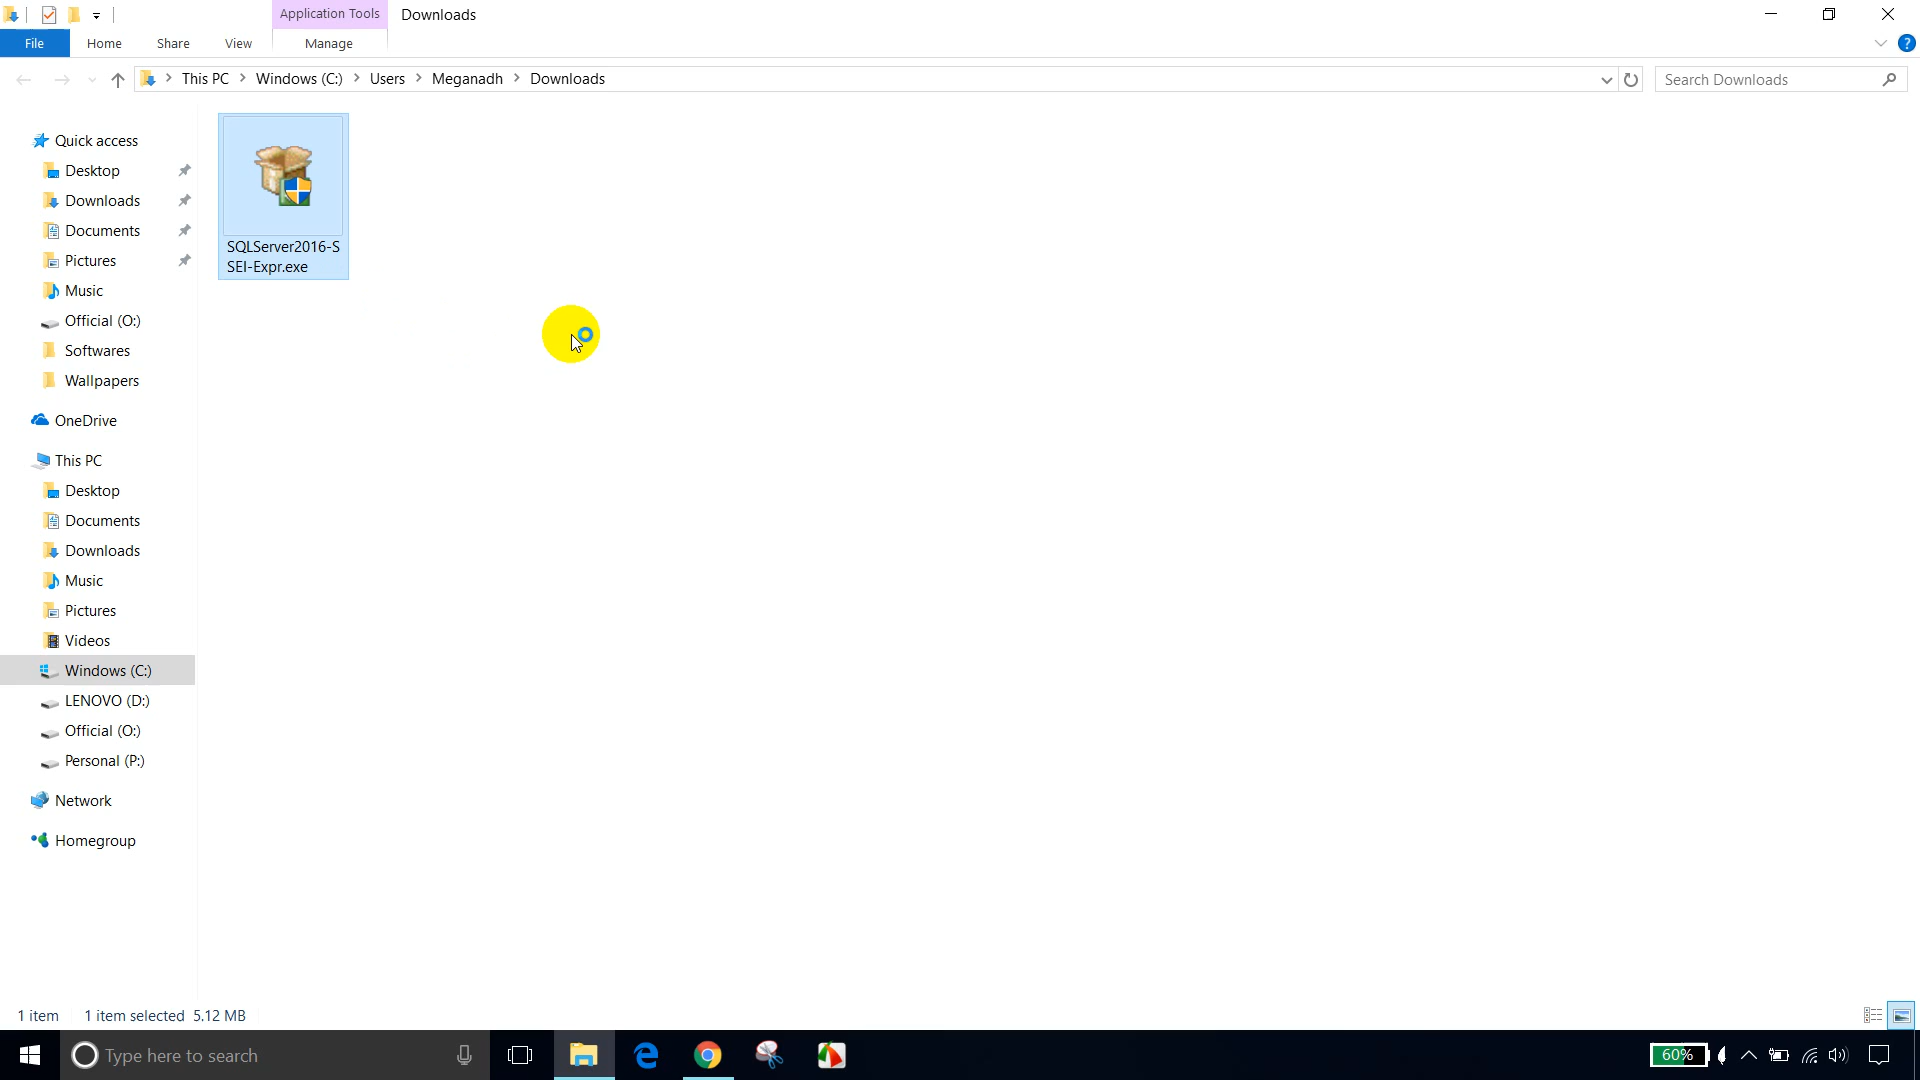 Application Tools
Downloads
File
Home
Share
View
Manage
This PC
Windows (C:)
Users
Meganadh
Downloads
Search Downloads
Quick access
Desktop
Downloads
Documents
Pictures
Music
Official (O:)
Softwares
Wallpapers
OneDrive
This PC
Desktop
Documents
Downloads
Music
Pictures
Videos
Windows (C:)
LENOVO (D:)
Official (O:)
Personal (P:)
Network
Homegroup
SQLServer2016-S
SEI-Expr.exe
1 item
1 item selected 5.12 MB
Type here to search
60%